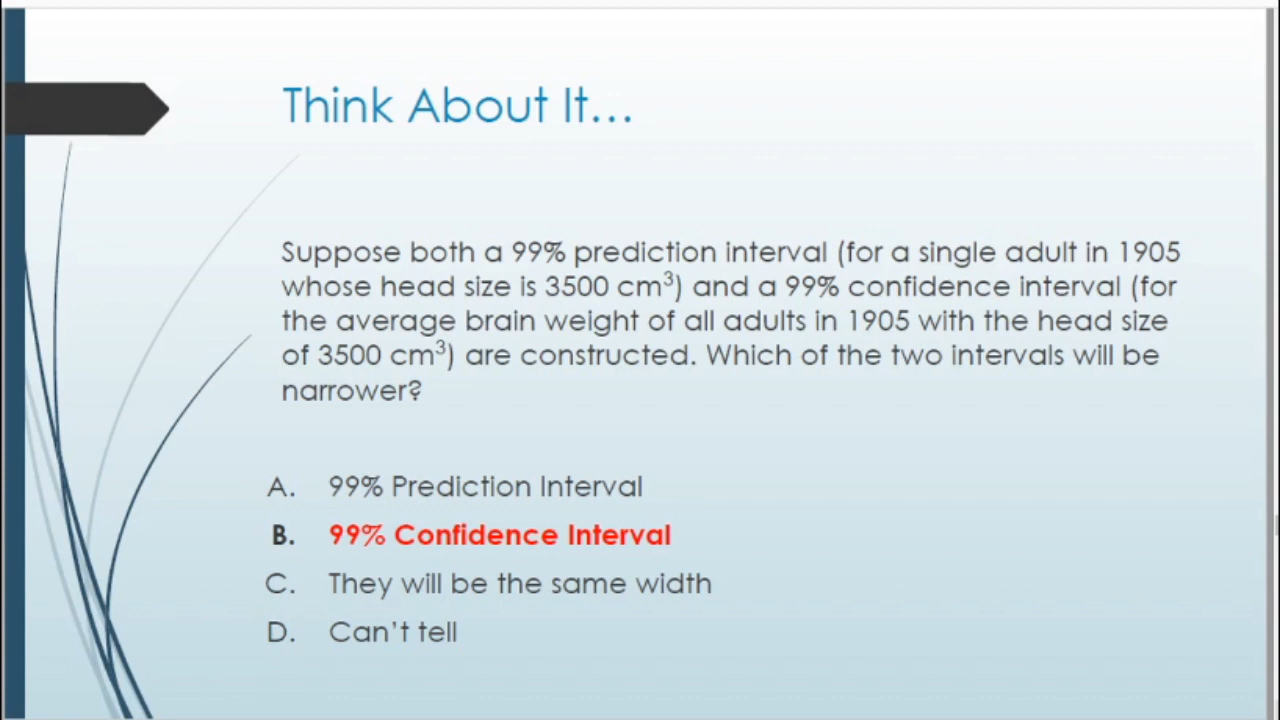 Think About It...
Suppose both a 99% prediction interval (for a single adult in 1905
whose head size is 3500 cm³) and a 99% confidence interval (for
the average brain weight of all adults in 1905 with the head size
of 3500 cm³) are constructed. Which of the two intervals will be
narrower?
A. 99% Prediction Interval
B. 99% Confidence Interval
C. They will be the same width
D. Can't tell